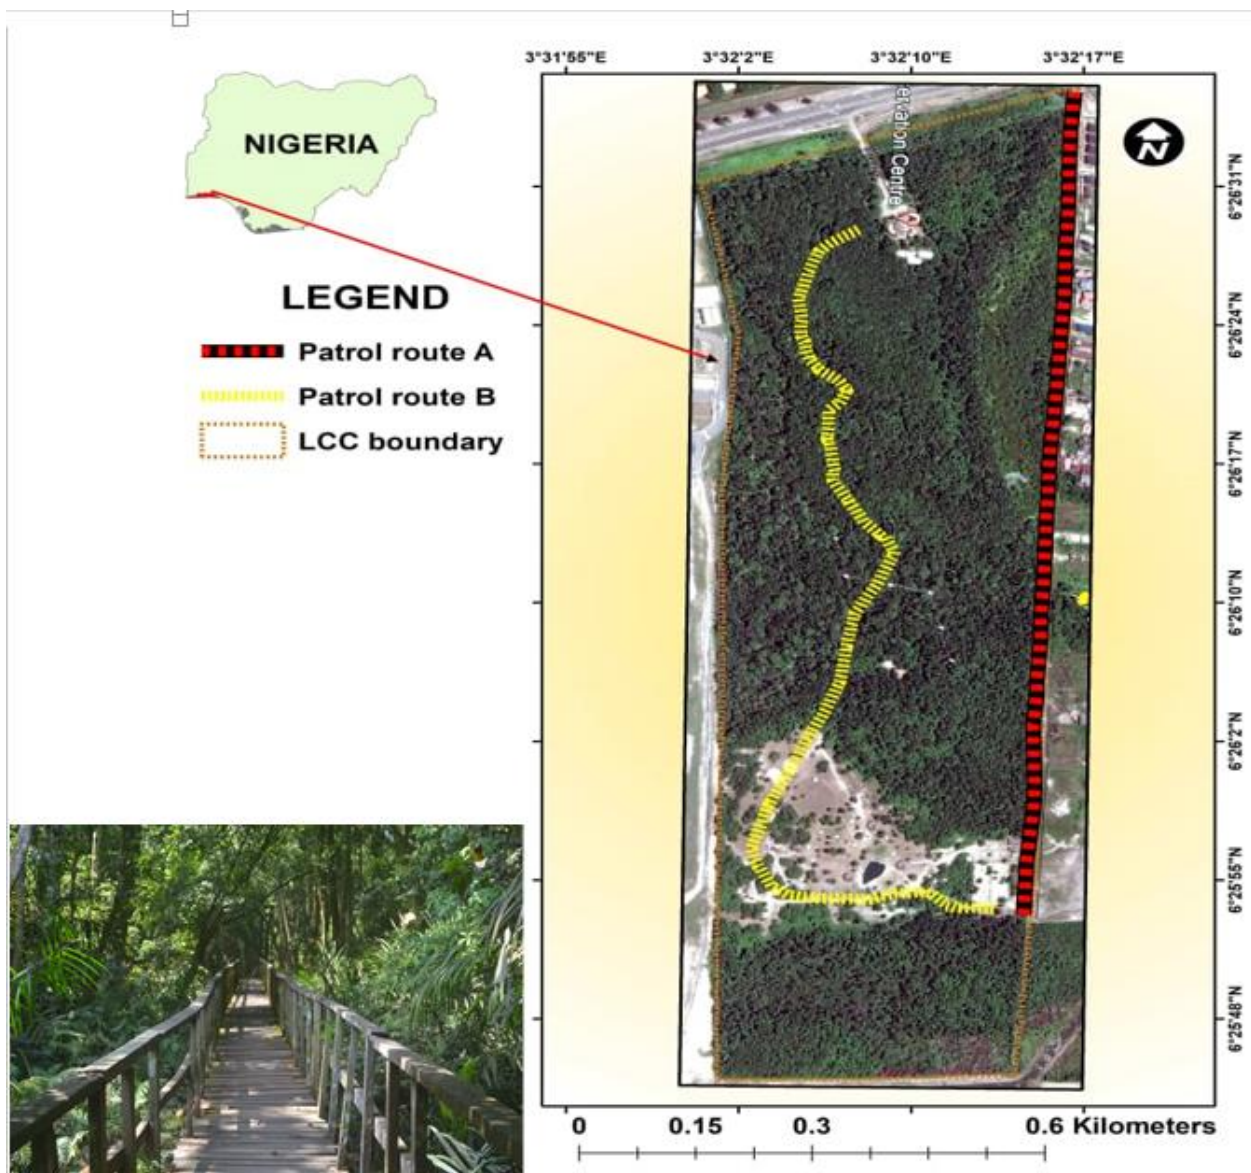 3°31'55"E
3°32'2"E
3°32'10"E
3°32'17"E
NIGERIA
ervation Centre
N
6°26'31"N
6°26'24"N
6°26'17"N
6°26'10"N
6°26'2"N
6°25'55"N
6°25'48"N
LEGEND
Patrol route A
Patrol route B
LCC boundary
0 0.15 0.3 0.6 Kilometers